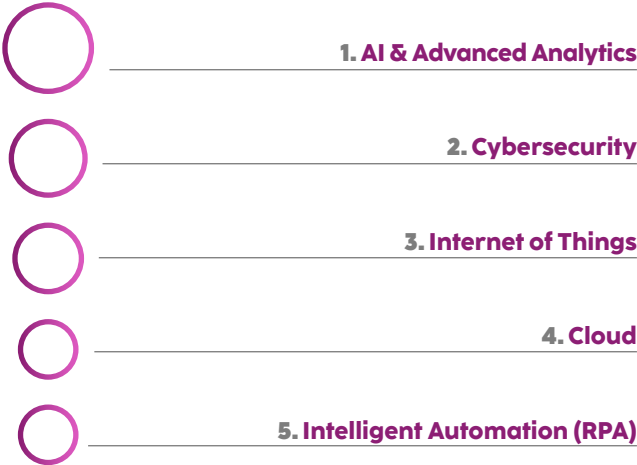 1. AI & Advanced Analytics
2. Cybersecurity
3. Internet of Things
4. Cloud
5. Intelligent Automation (RPA)